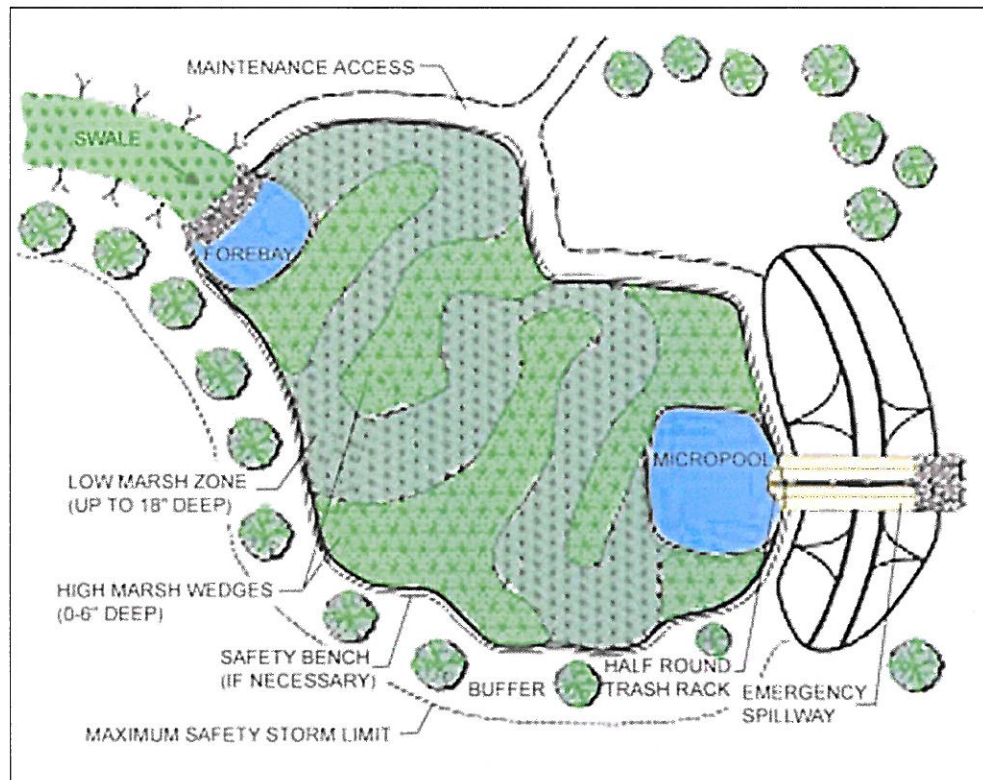 MAINTENANCE ACCESS
SWALE
FOREBAY
MICROPOOL
LOW MARSH ZONE
(UP TO 18" DEEP)
HIGH MARSH WEDGES
(0-6" DEEP)
SAFETY BENCH
(IF NECESSARY)
BUFFER
HALF ROUND
TRASH RACK
EMERGENCY
SPILLWAY
MAXIMUM SAFETY STORM LIMIT